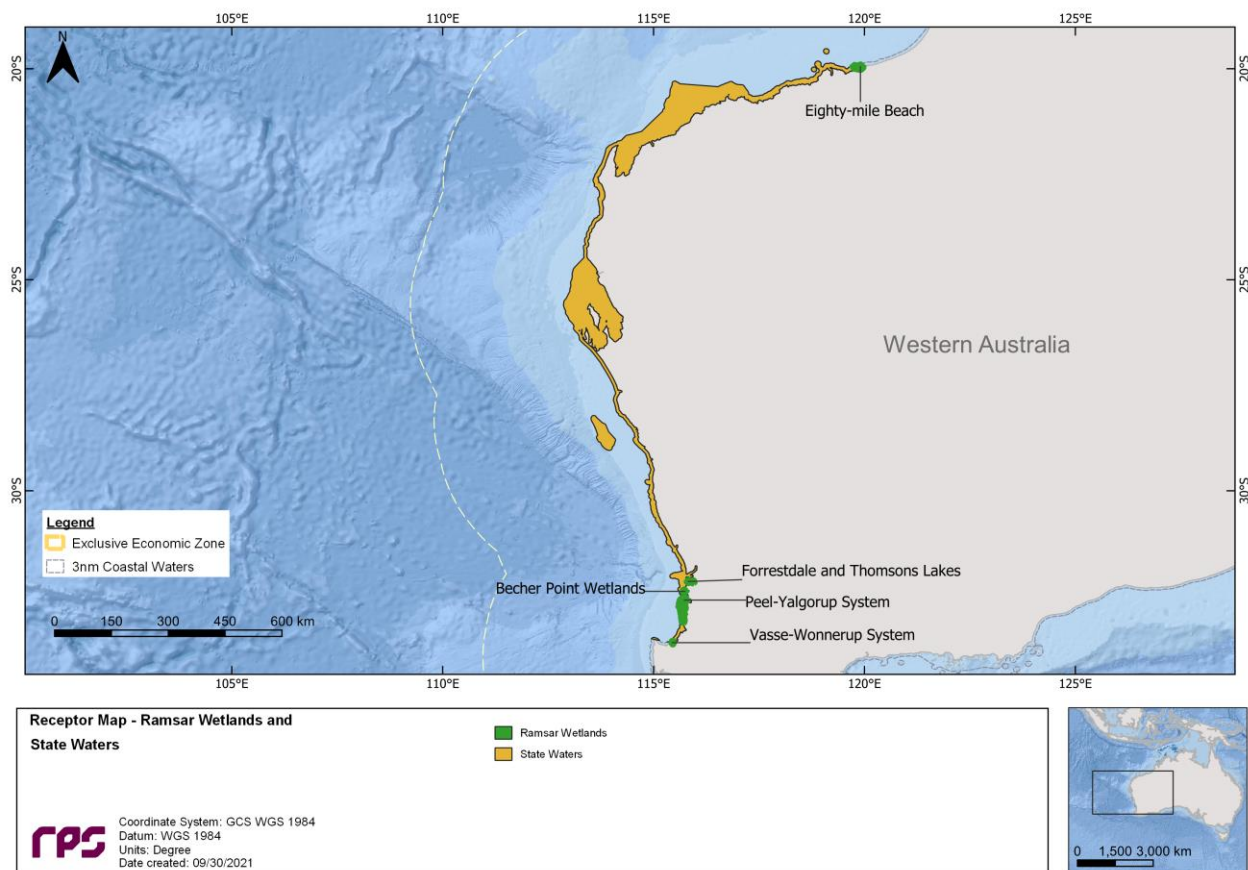 105°E 110°E 115°E 120°E 125°E
N
20°S 20°S
Eighty-mile Beach
25°S 25°S
Western Australia
30°S 30°S
Legend
Exclusive Economic Zone
3nm Coastal Waters
Forrestdale and Thomsons Lakes
Becher Point Wetlands
Peel-Yalgorup System
Vasse-Wonnerup System
0 150 300 450 600 km
105°E 110°E 115°E 120°E 125°E
Receptor Map - Ramsar Wetlands and
State Waters
Ramsar Wetlands
State Waters
rps
Coordinate System: GCS WGS 1984
Datum: WGS 1984
Units: Degree
Date created: 09/30/2021
0 1,500 3,000 km